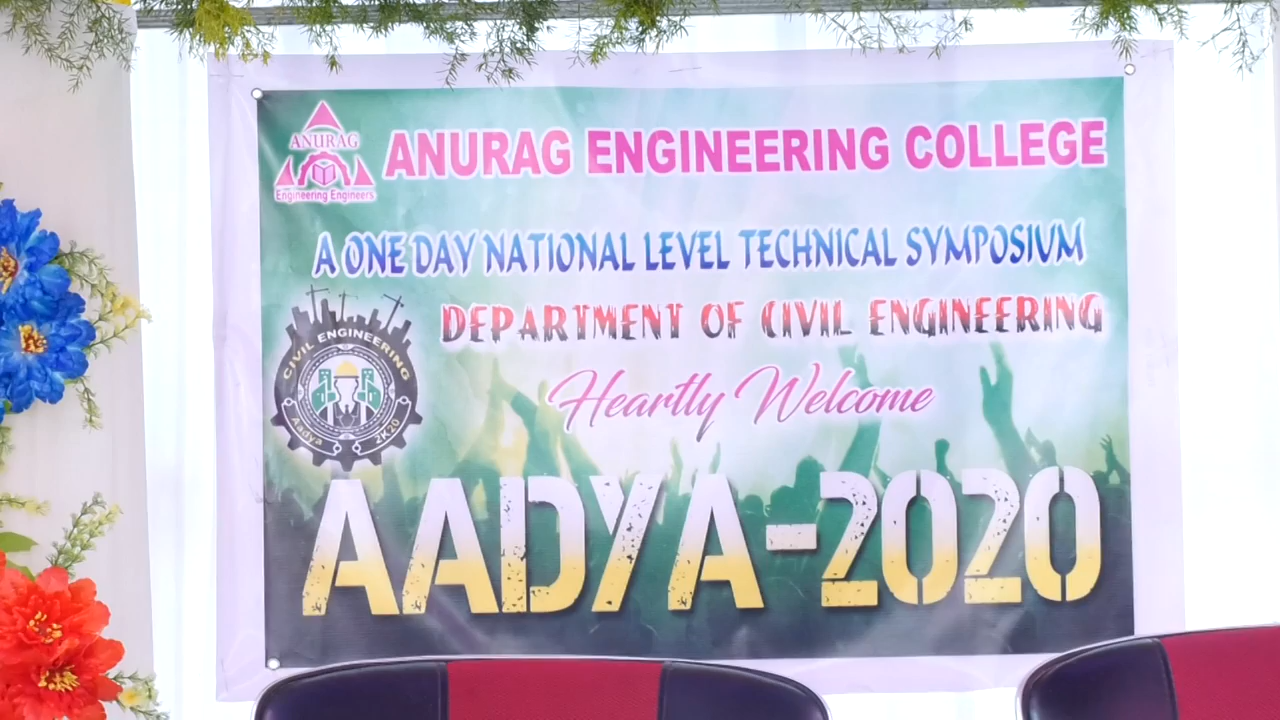 ANURAG
Engineering Engineers
ANURAG ENGINEERING COLLEGE
A ONE DAY NATIONAL LEVEL TECHNICAL SYMPOSIUM
DEPARTMENT OF CIVIL ENGINEERING
CIVIL ENGINEERING
Aadya 2K20
Heartly Welcome
AADYA-2020